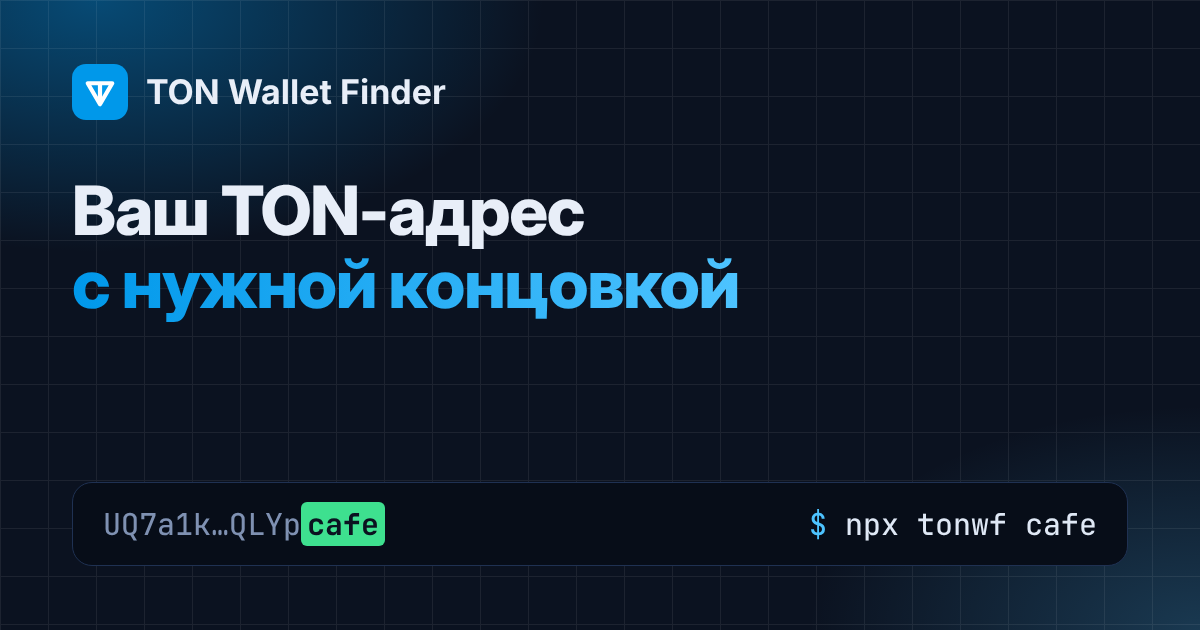 TON Wallet Finder
Ваш TON-адрес
с нужной концовкой
UQ7a1k…QLYpcafe
$ npx tonwf cafe